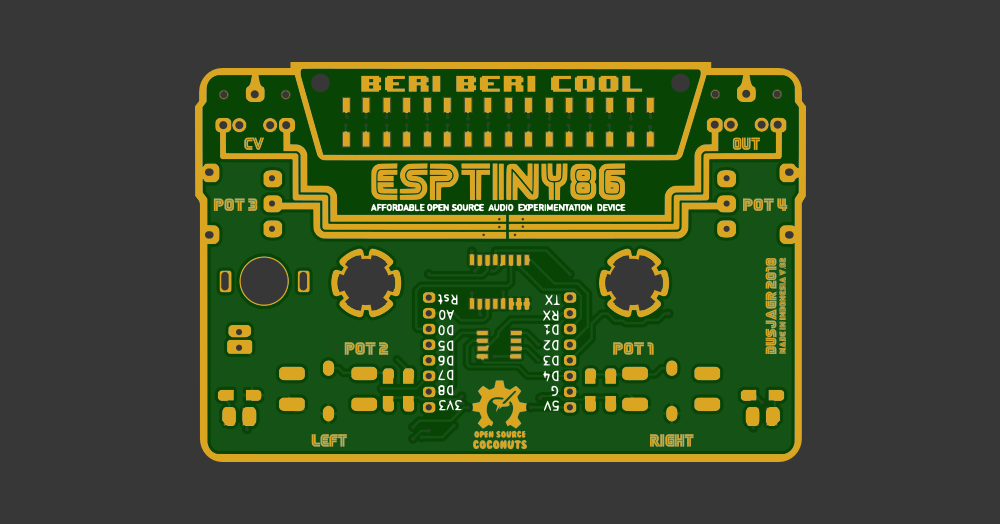 BERI BERI COOL
CV
OUT
ESPTINY86
AFFORDABLE OPEN SOURCE AUDIO EXPERIMENTATION DEVICE
POT 3
POT 4
BUSJAER 2018
MADE IN INDONESIA V 02
Rst
A0
D0
D5
D6
D7
D8
3V3
TX
RX
D1
D2
D3
D4
G
5V
POT 2
POT 1
OPEN SOURCE
COCONUTS
LEFT
RIGHT